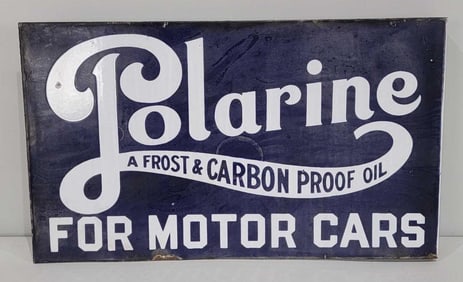 Polarine
A FROST & CARBON PROOF OIL
FOR MOTOR CARS